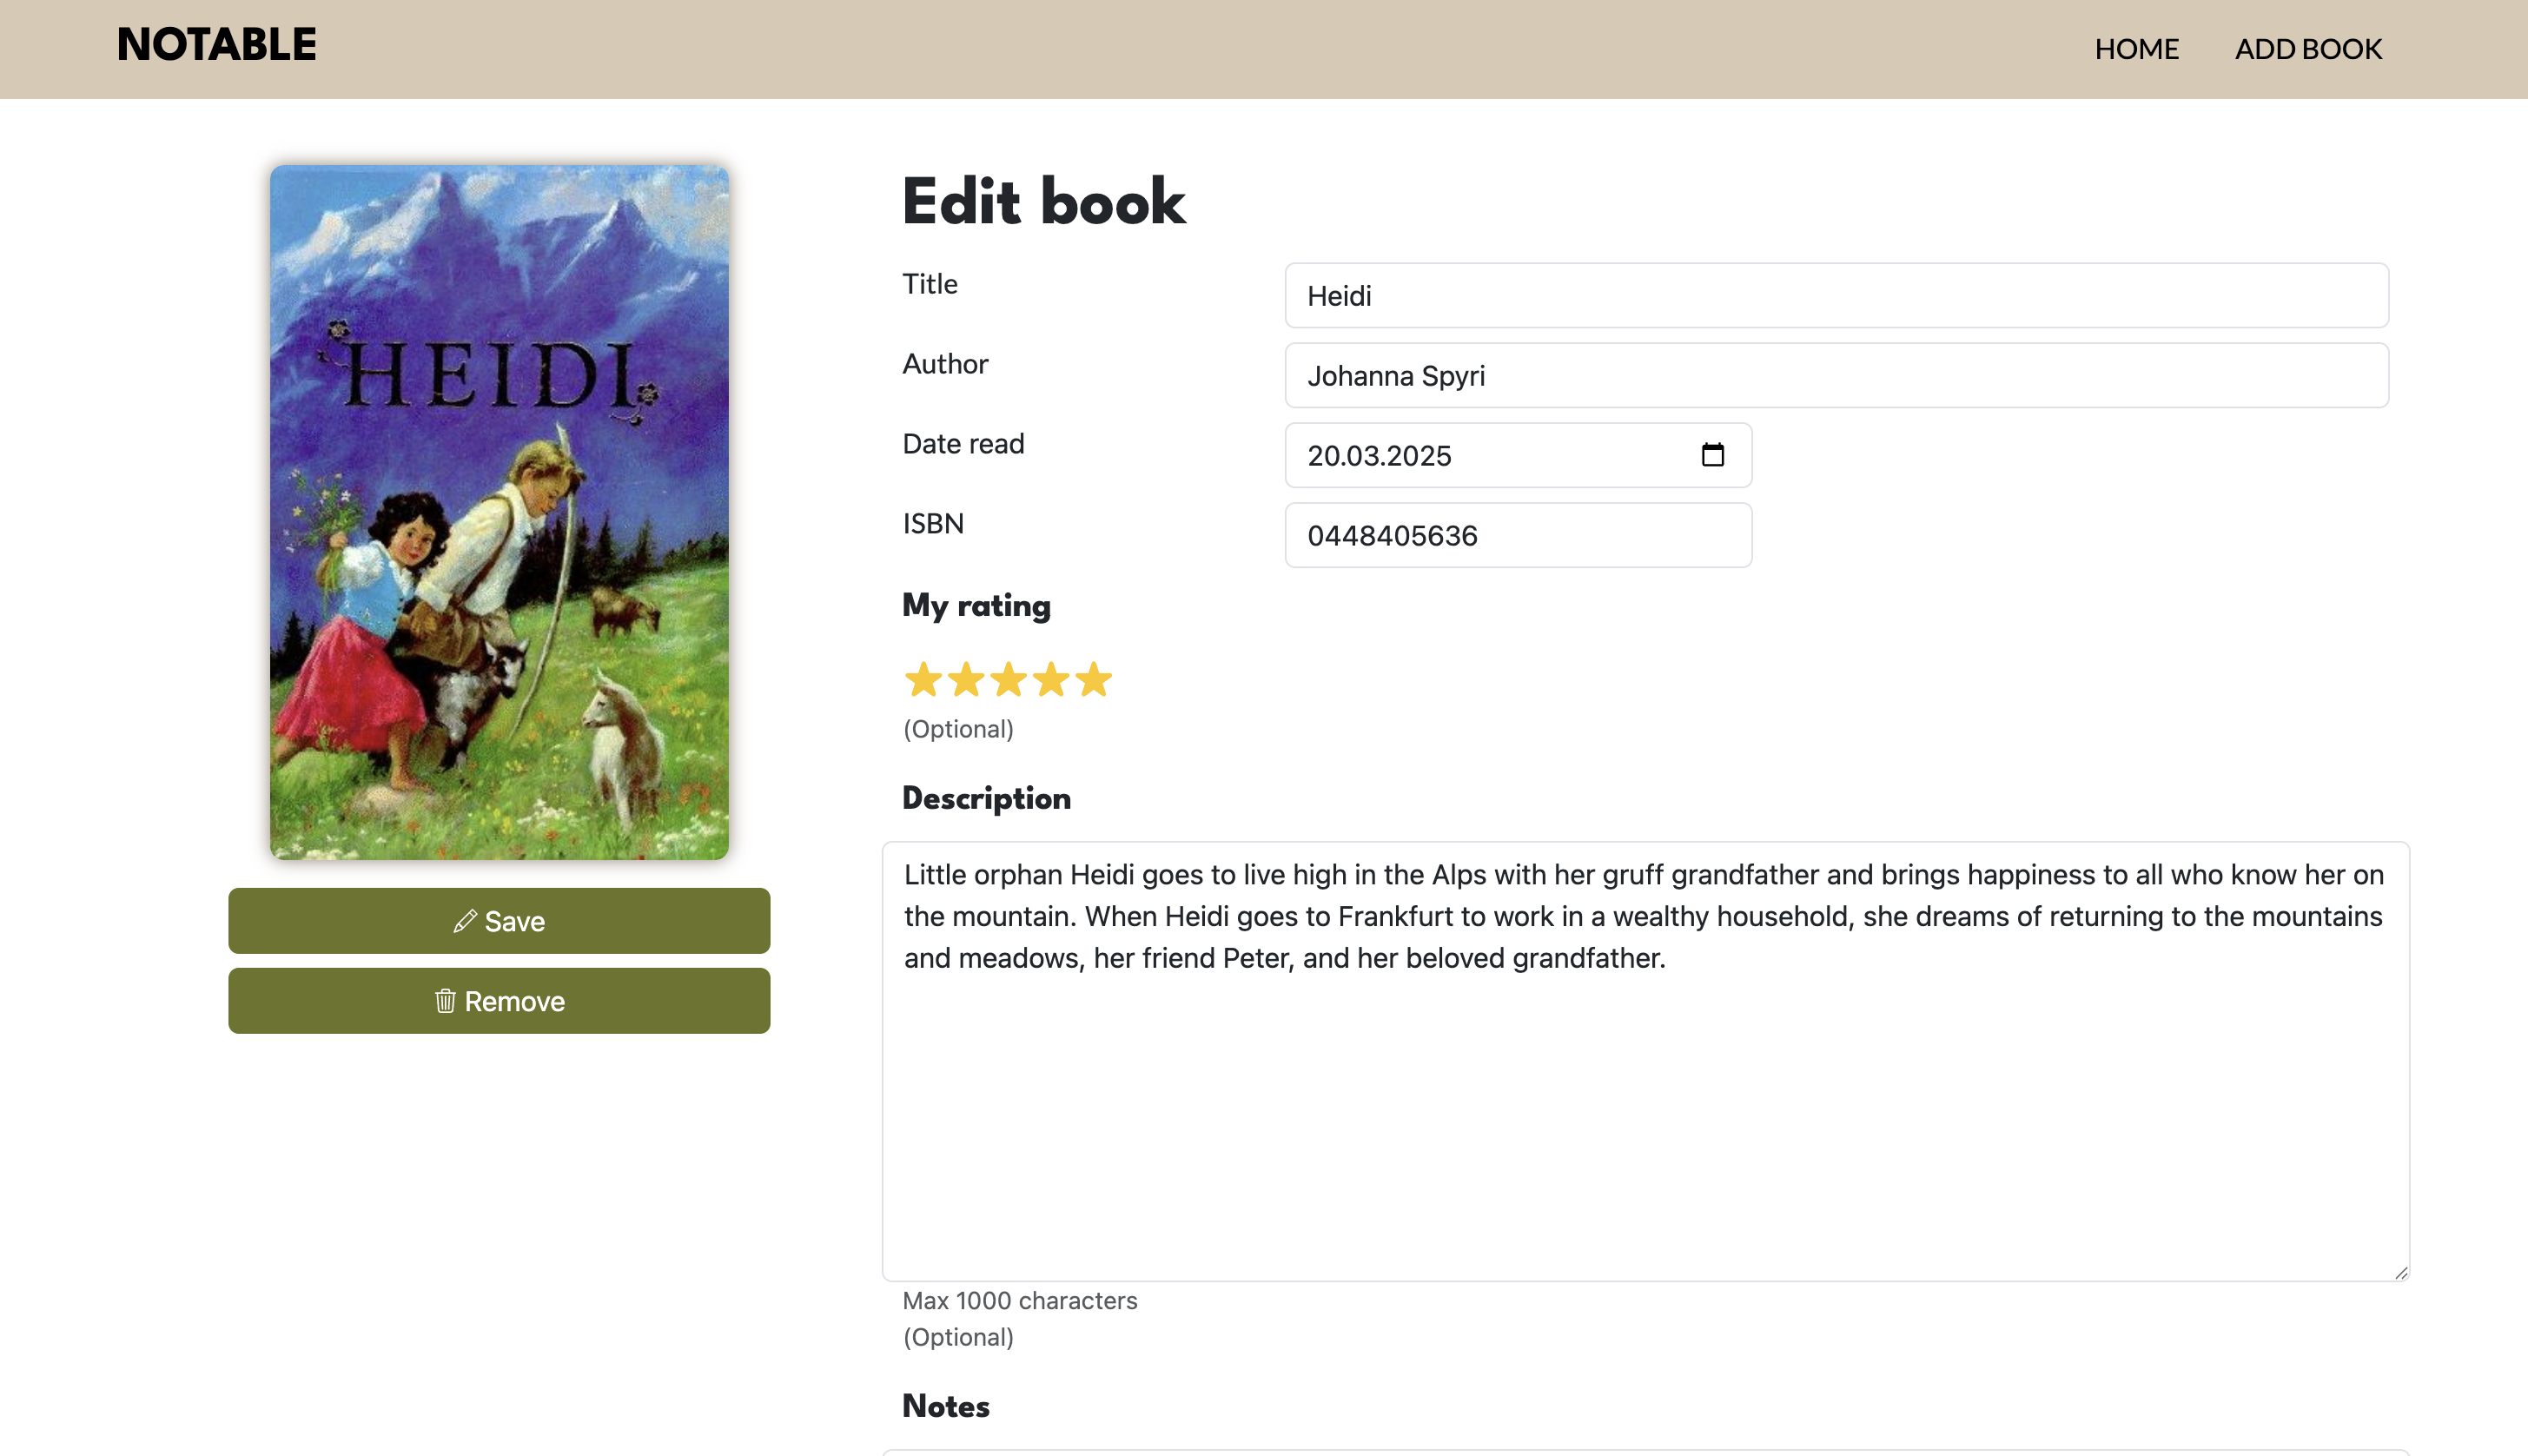 NOTABLE
HOME
ADD BOOK
HEIDI
Save
Remove
Edit book
Title
Heidi
Author
Johanna Spyri
Date read
20.03.2025
ISBN
0448405636
My rating
(Optional)
Description
Little orphan Heidi goes to live high in the Alps with her gruff grandfather and brings happiness to all who know her on
the mountain. When Heidi goes to Frankfurt to work in a wealthy household, she dreams of returning to the mountains
and meadows, her friend Peter, and her beloved grandfather.
Max 1000 characters
(Optional)
Notes